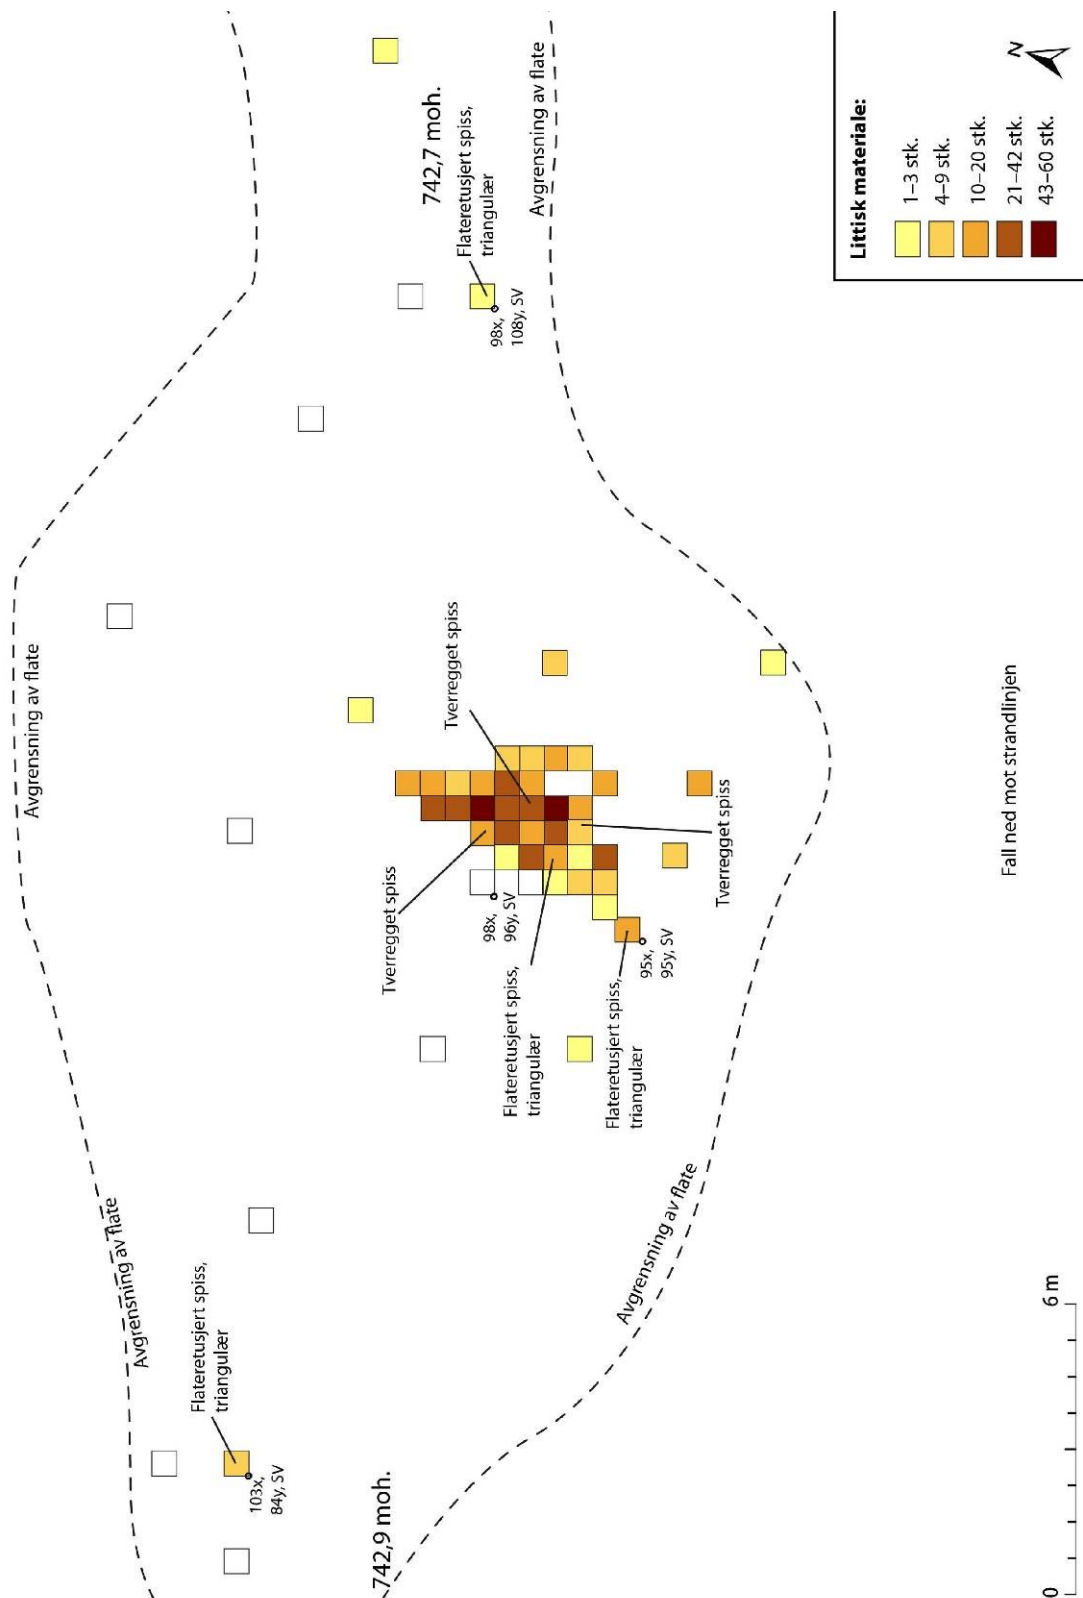 Avgrensning av flate
Avgrensning av flate
Flateretusjert spiss,
triangulær
103x,
84y, SV
742,9 moh.
Tverregget spiss
Tverregget spiss
98x,
96y, SV
Flateretusjert spiss,
triangulær
Flateretusjert spiss,
triangulær
95x,
95y, SV
Tverregget spiss
742,7 moh.
Flateretusjert spiss,
triangulær
98x,
108y, SV
Avgrensning av flate
Avgrensning av flate
Fall ned mot strandlinjen
0
6 m
Littisk materiale:
1–3 stk.
4–9 stk.
10–20 stk.
21–42 stk.
43–60 stk.
N